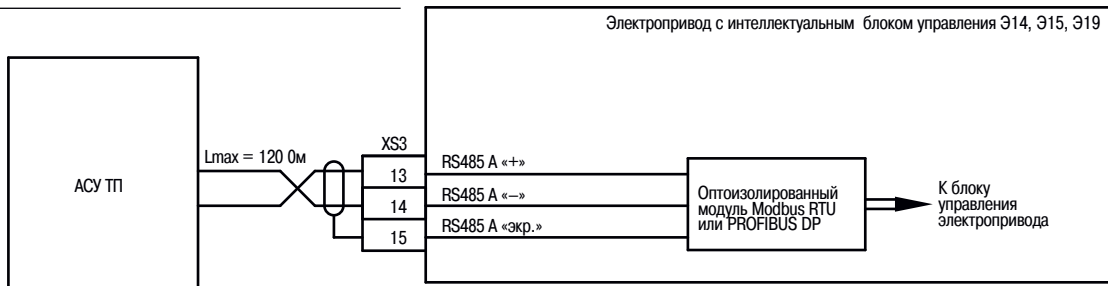 Электропривод с интеллектуальным блоком управления Э14, Э15, Э19
АСУ ТП
Lmax = 120 Ом
XS3
13
14
15
RS485 А «+»
RS485 А «–»
RS485 А «экр.»
Оптоизолированный
модуль Modbus RTU
или PROFIBUS DP
К блоку
управления
электропривода